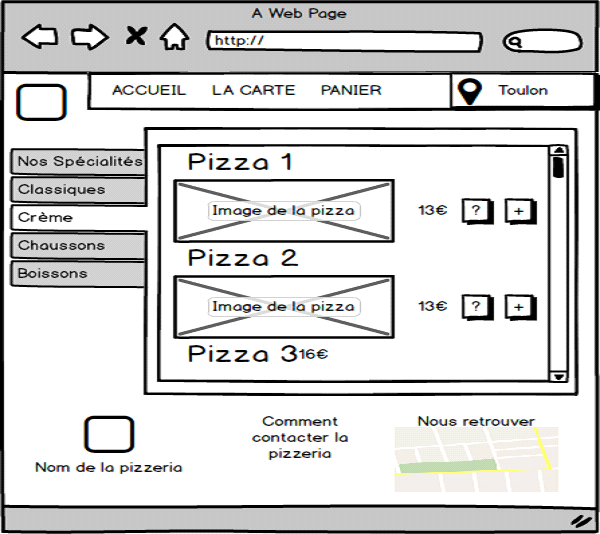 A Web Page
http://
ACCUEIL LA CARTE PANIER Toulon
Nos Spécialités
Classiques
Crème
Chaussons
Boissons
Pizza 1
Image de la pizza 13€ ? +
Pizza 2
Image de la pizza 13€ ? +
Pizza 3 16€
Nom de la pizzeria
Comment
contacter la
pizzeria
Nous retrouver